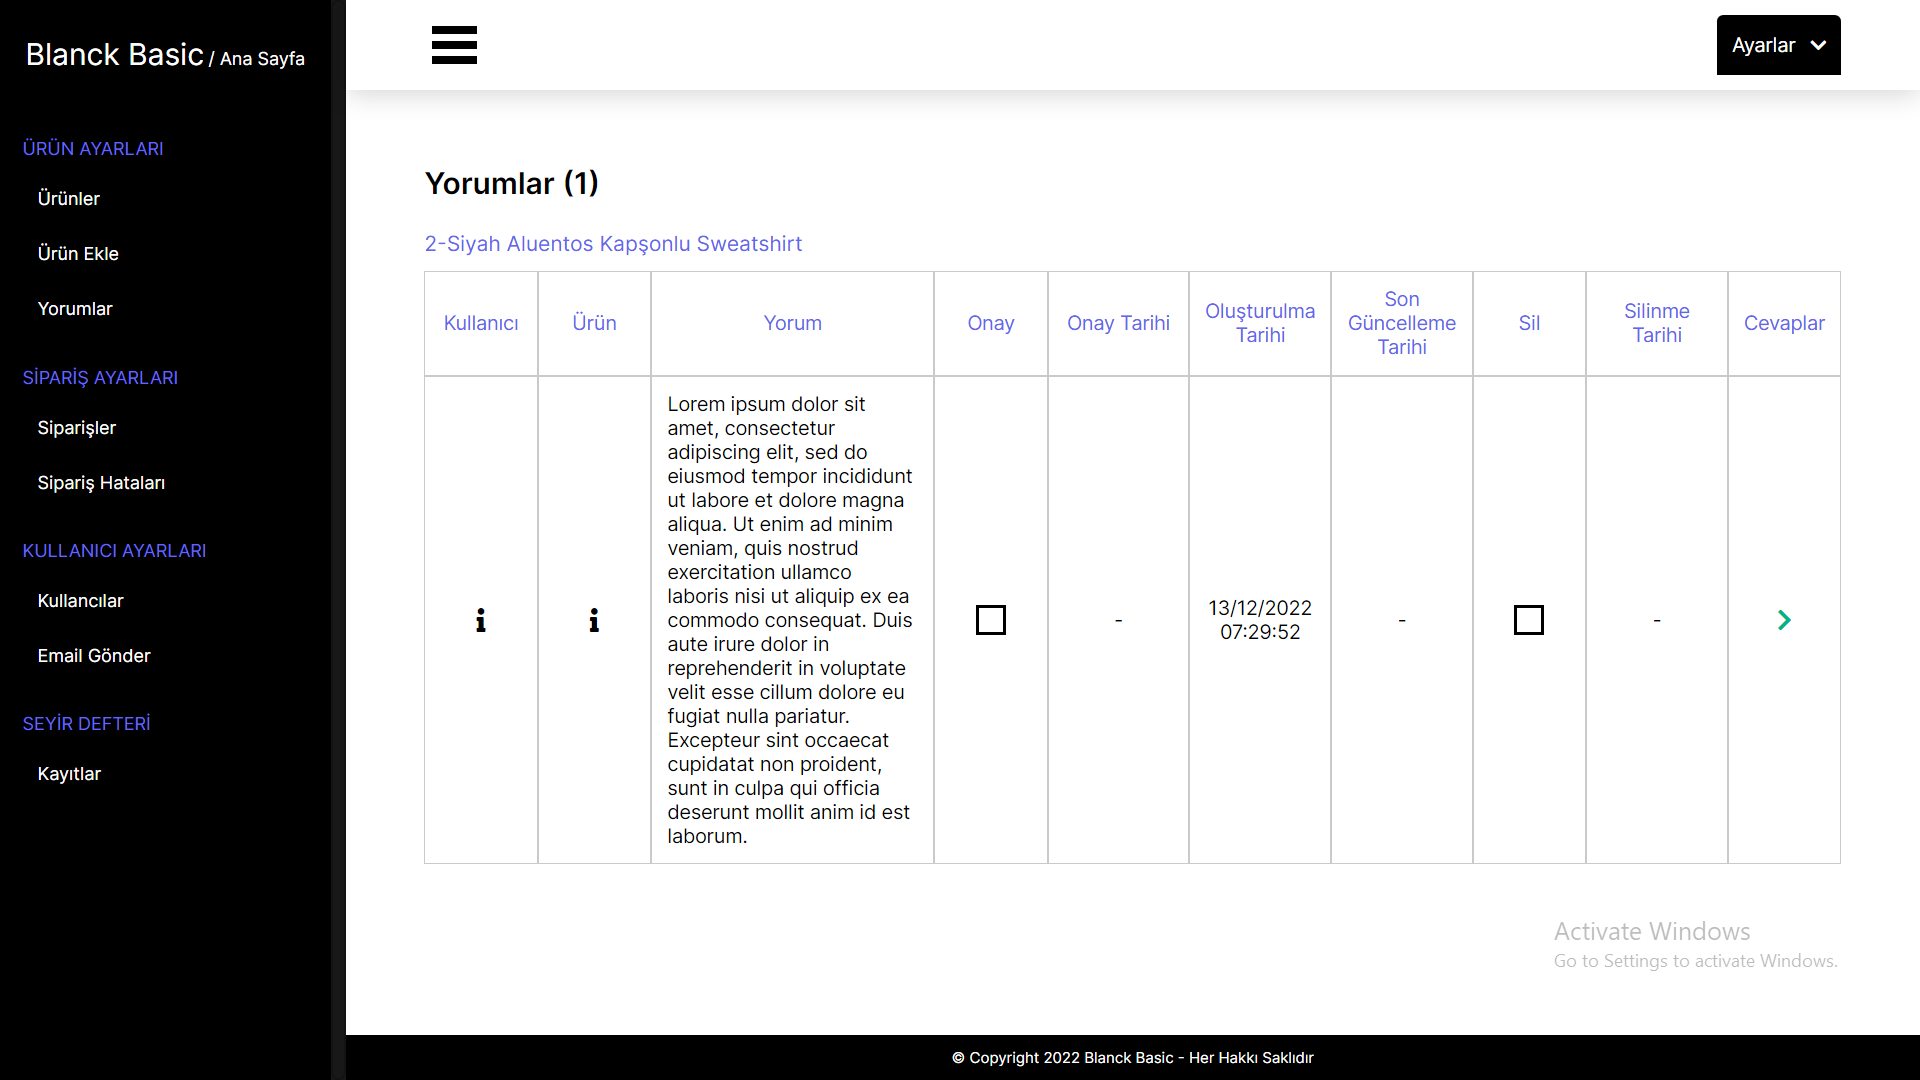 Blanck Basic / Ana Sayfa
ÜRÜN AYARLARI
Ürünler
Ürün Ekle
Yorumlar
SİPARİŞ AYARLARI
Siparişler
Sipariş Hataları
KULLANICI AYARLARI
Kullancılar
Email Gönder
SEYİR DEFTERİ
Kayıtlar
Ayarlar
Yorumlar (1)
2-Siyah Aluentos Kapşonlu Sweatshirt
Kullanıcı
Ürün
Yorum
Onay
Onay Tarihi
Oluşturulma
Tarihi
Son
Güncelleme
Tarihi
Sil
Silinme
Tarihi
Cevaplar
Lorem ipsum dolor sit
amet, consectetur
adipiscing elit, sed do
eiusmod tempor incididunt
ut labore et dolore magna
aliqua. Ut enim ad minim
veniam, quis nostrud
exercitation ullamco
laboris nisi ut aliquip ex ea
commodo consequat. Duis
aute irure dolor in
reprehenderit in voluptate
velit esse cillum dolore eu
fugiat nulla pariatur.
Excepteur sint occaecat
cupidatat non proident,
sunt in culpa qui officia
deserunt mollit anim id est
laborum.
-
13/12/2022
07:29:52
-
-
Activate Windows
Go to Settings to activate Windows.
© Copyright 2022 Blanck Basic - Her Hakkı Saklıdır